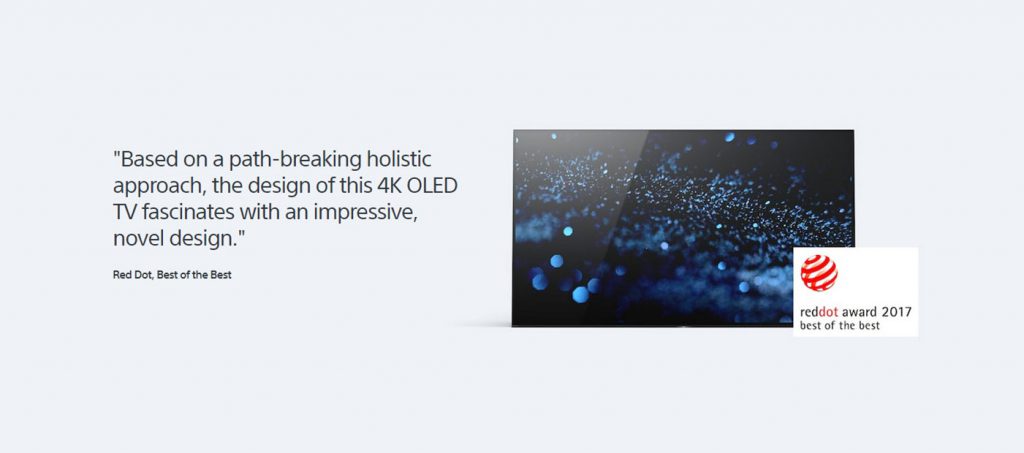 "Based on a path-breaking holistic
approach, the design of this 4K OLED
TV fascinates with an impressive,
novel design."
Red Dot, Best of the Best
reddot award 2017
best of the best